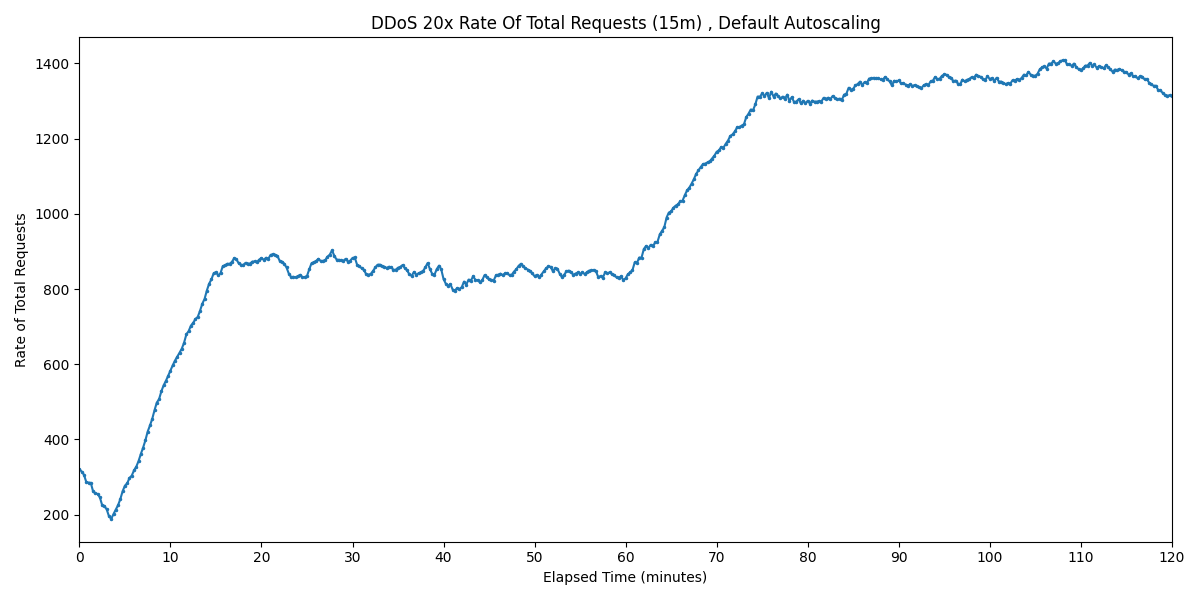 DDoS 20x Rate Of Total Requests (15m) , Default Autoscaling
1400
1200
1000
800
600
400
200
Rate of Total Requests
0 10 20 30 40 50 60 70 80 90 100 110 120
Elapsed Time (minutes)